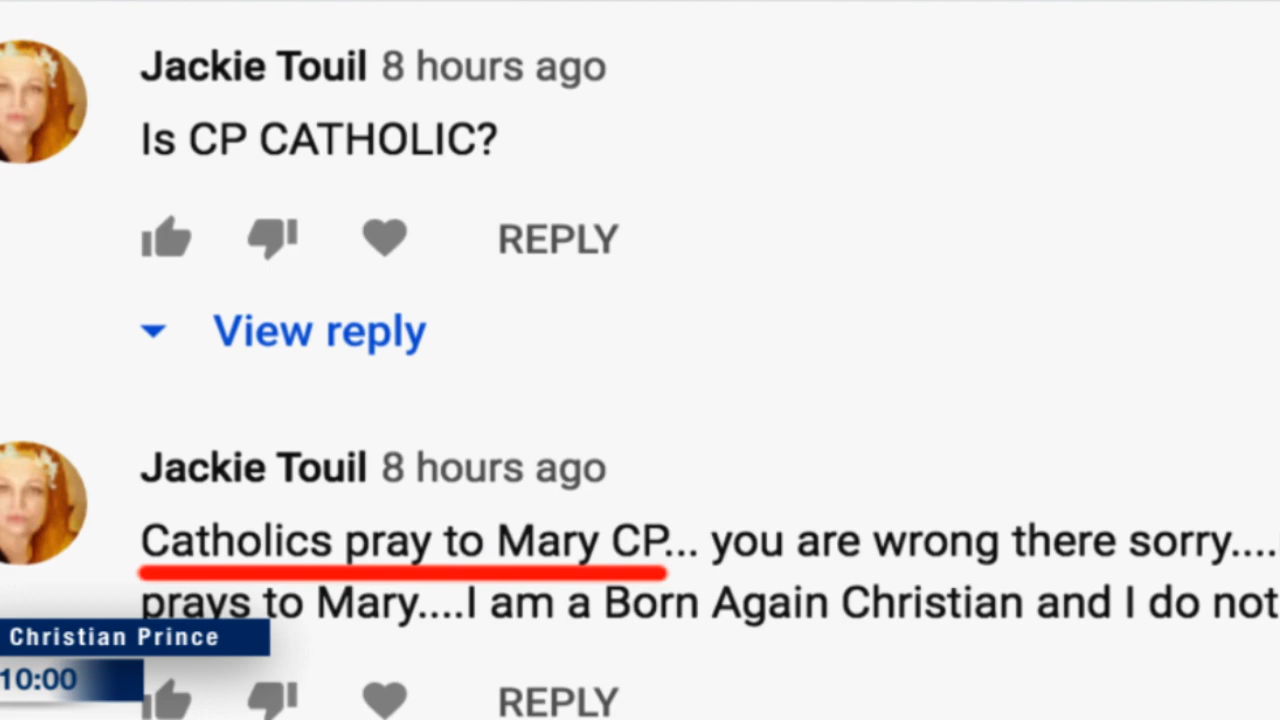 Jackie Touil 8 hours ago
Is CP CATHOLIC?
REPLY
View reply
Jackie Touil 8 hours ago
Catholics pray to Mary CP... you are wrong there sorry....
prays to Mary....I am a Born Again Christian and I do not
Christian Prince
10:00
REPLY